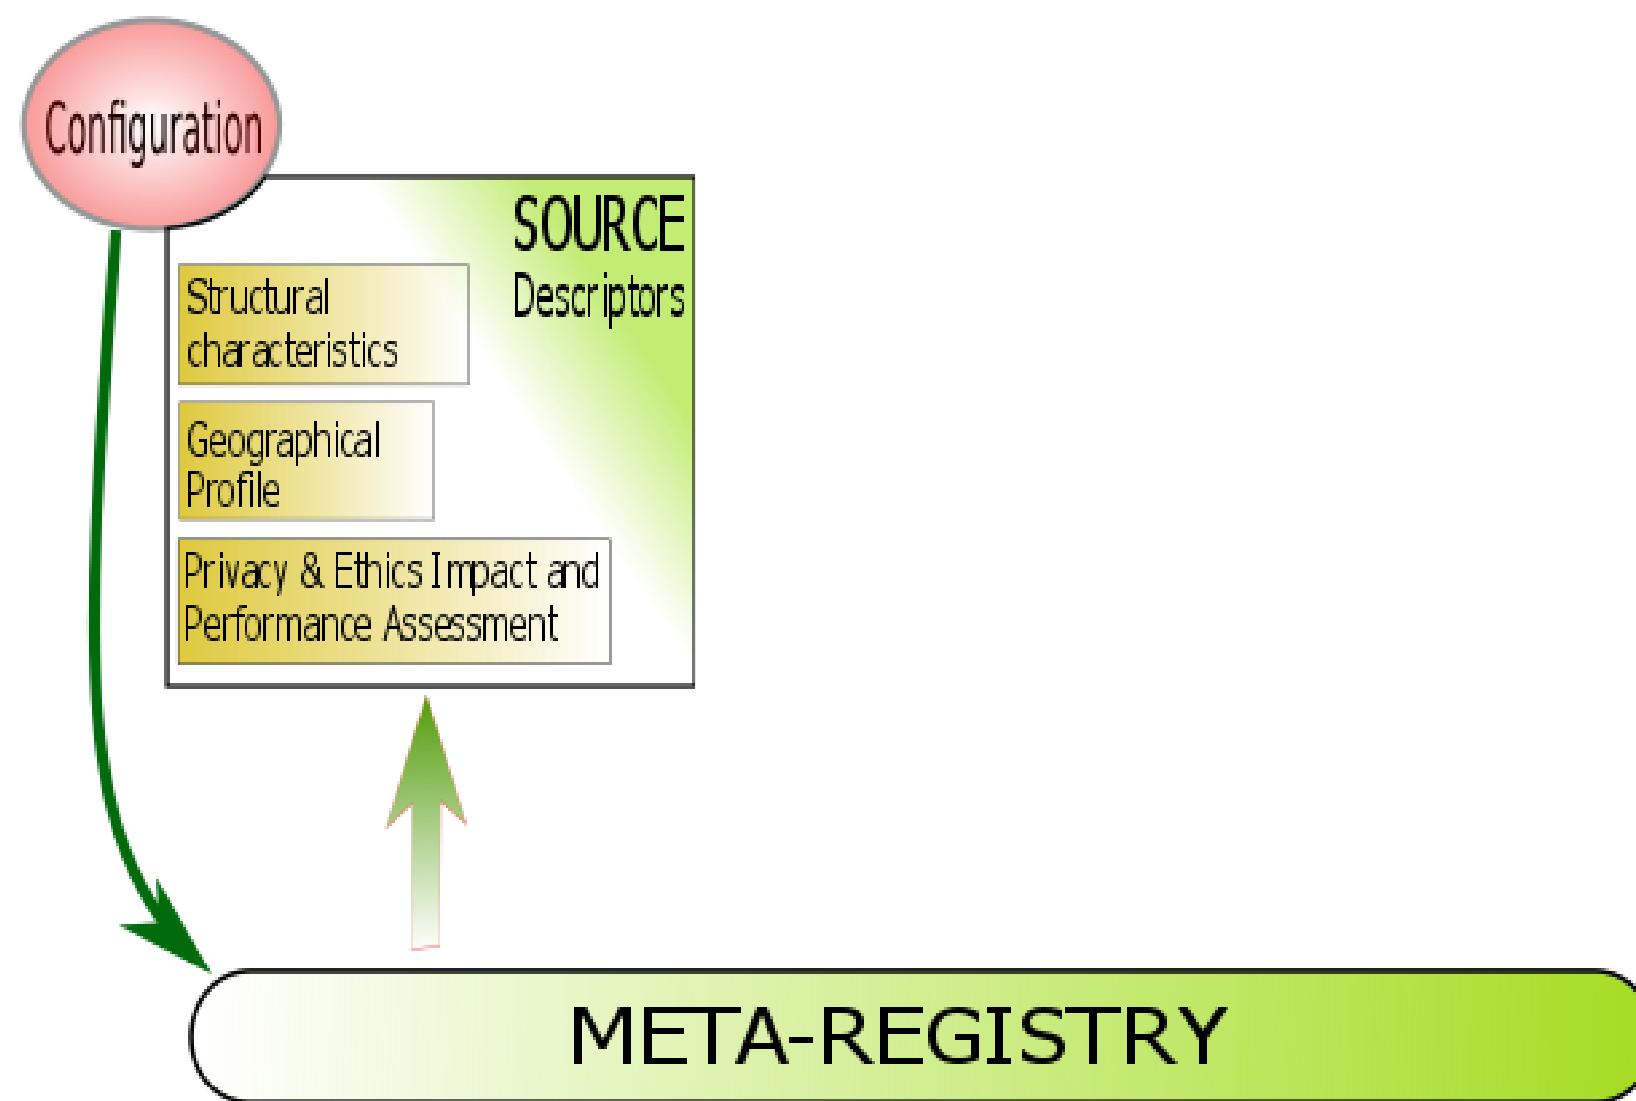 Configuration
SOURCE
Descriptors
Structural
characteristics
Geographical
Profile
Privacy & Ethics Impact and
Performance Assessment
META-REGISTRY